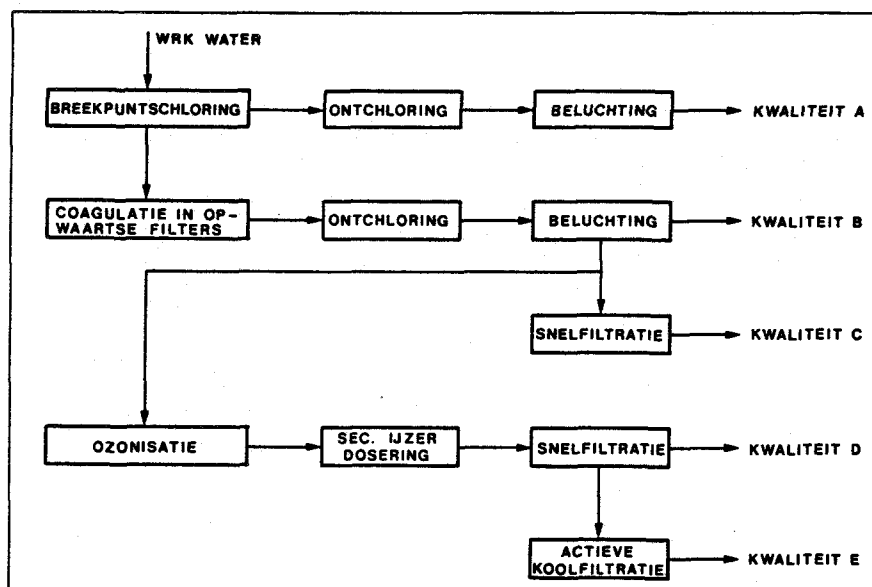 WRK WATER
BREEKPUNTSCHLORING
ONTCHLORING
BELUCHTING
KWALITEIT A
COAGULATIE IN OP-
WAARTSE FILTERS
ONTCHLORING
BELUCHTING
KWALITEIT B
SNELFILTRATIE
KWALITEIT C
OZONISATIE
SEC. IJZER
DOSERING
SNELFILTRATIE
KWALITEIT D
ACTIEVE
KOOLFILTRATIE
KWALITEIT E